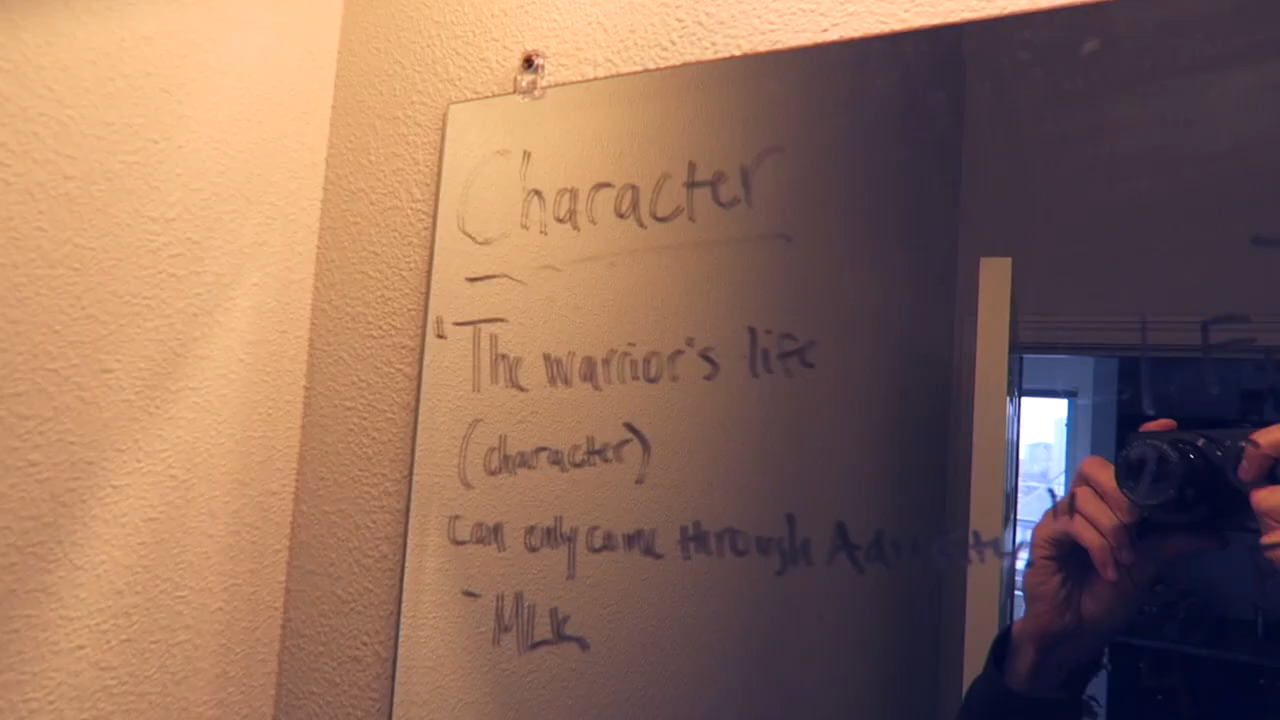 Character
"The warrior's life
(character)
can only come through
- MLK